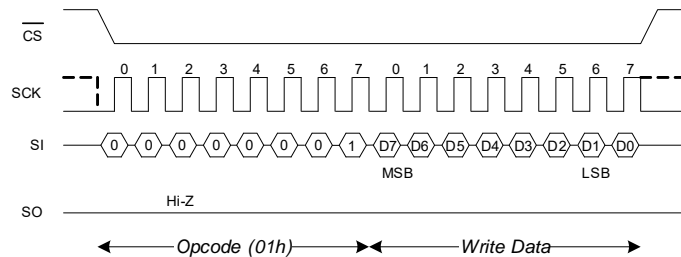 CS
0 1 2 3 4 5 6 7 0 1 2 3 4 5 6 7
SCK
SI 0 0 0 0 0 0 0 1 D7 D6 D5 D4 D3 D2 D1 D0
MSB LSB
Hi-Z
SO
Opcode (01h) Write Data